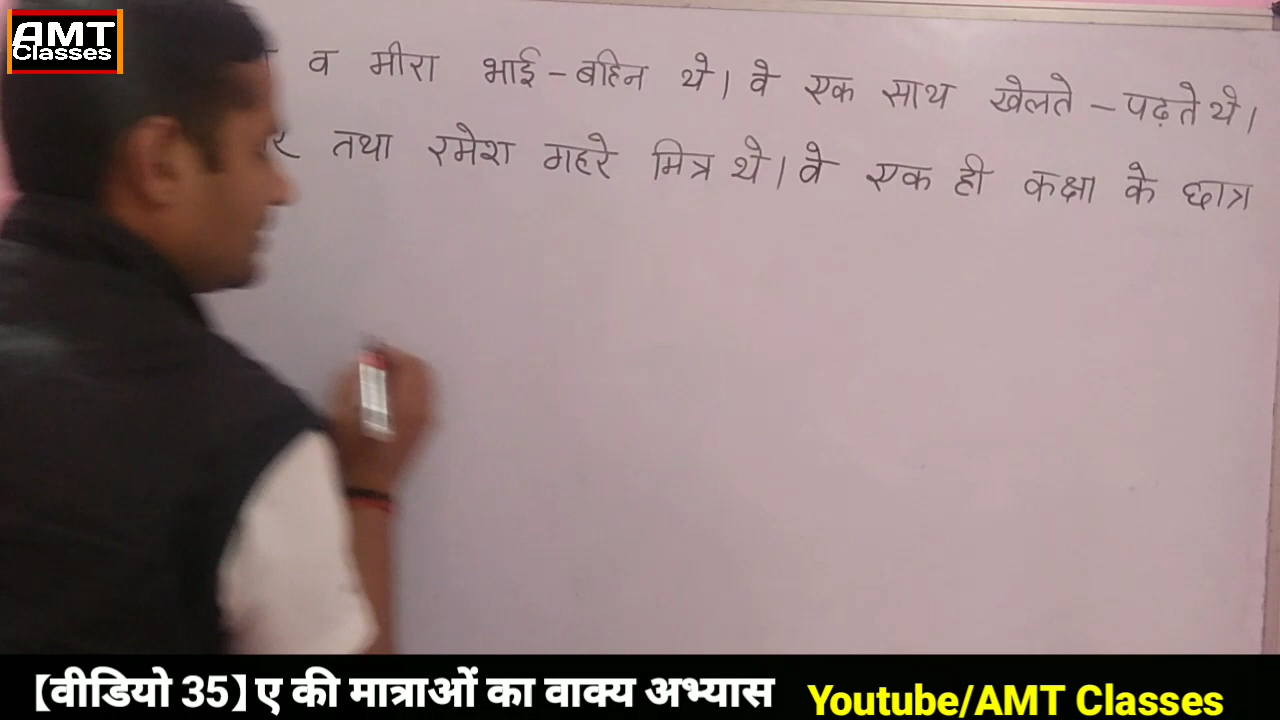 AMT
Classes
व मीरा भाई - बहिन थे। वे एक साथ खेलते - पढ़ते थे।
तथा रमेश गहरे मित्र थे। वे एक ही कक्षा के छात्र
【वीडियो 35】ए की मात्राओं का वाक्य अभ्यास
Youtube/AMT Classes